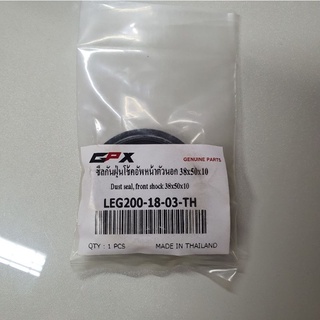 GPX
GENUINE PARTS
ซีลกันฝุ่นโช้คอัพหน้าตัวนอก 38x50x10
Dust seal, front shock 38x50x10
LEG200-18-03-TH
QTY : 1 PCS MADE IN THAILAND